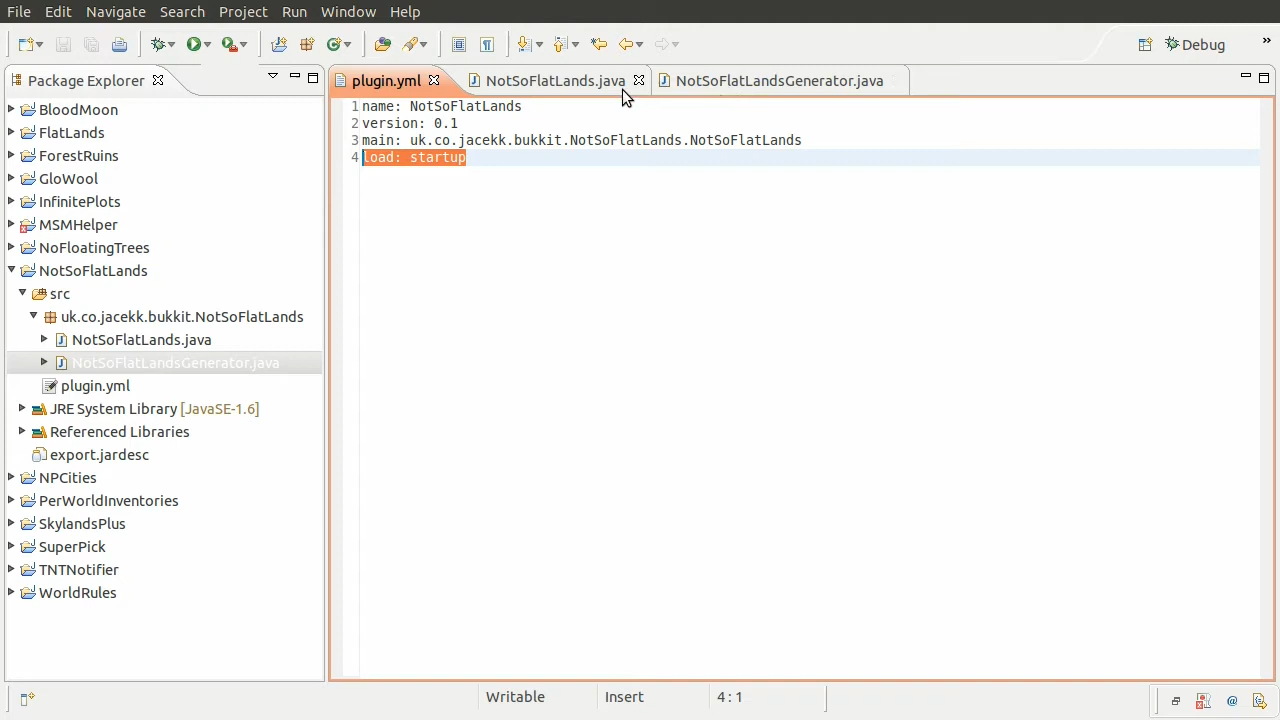 File Edit Navigate Search Project Run Window Help
Debug »
Package Explorer
plugin.yml NotSoFlatLands.java NotSoFlatLandsGenerator.java
BloodMoon
FlatLands
ForestRuins
GloWool
InfinitePlots
MSMHelper
NoFloatingTrees
NotSoFlatLands
src
uk.co.jacekk.bukkit.NotSoFlatLands
NotSoFlatLands.java
NotSoFlatLandsGenerator.java
plugin.yml
JRE System Library [JavaSE-1.6]
Referenced Libraries
export.jardesc
NPCities
PerWorldInventories
SkylandsPlus
SuperPick
TNTNotifier
WorldRules
1 name: NotSoFlatLands
2 version: 0.1
3 main: uk.co.jacekk.bukkit.NotSoFlatLands.NotSoFlatLands
4 load: startup
Writable Insert 4 : 1